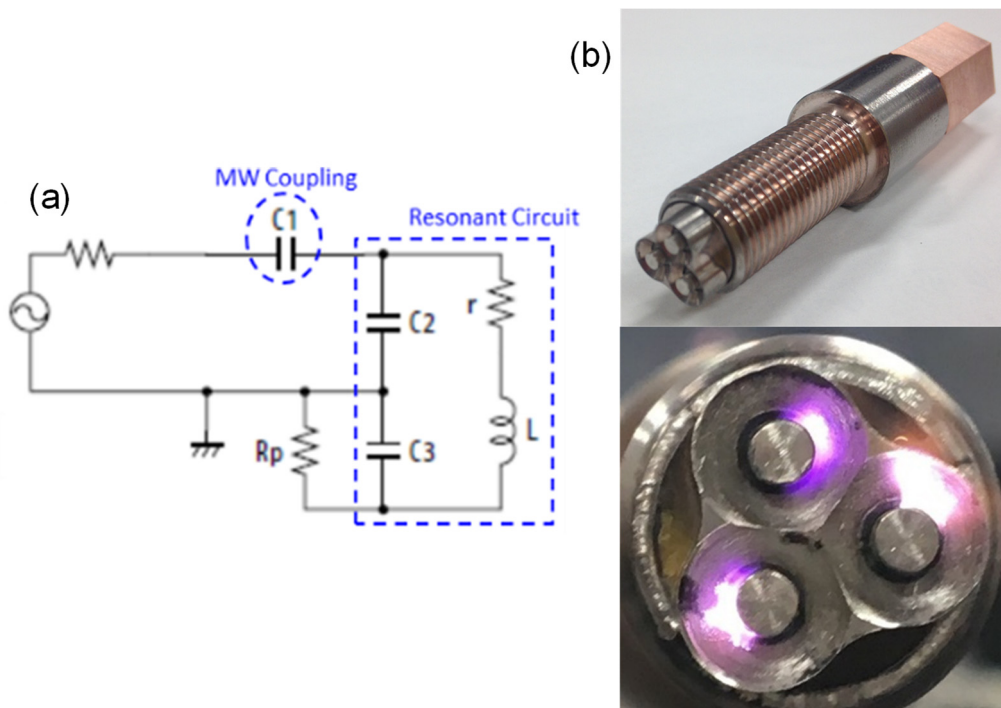 (b)
(a)
MW Coupling
C1
Resonant Circuit
r
C2
L
Rp
C3